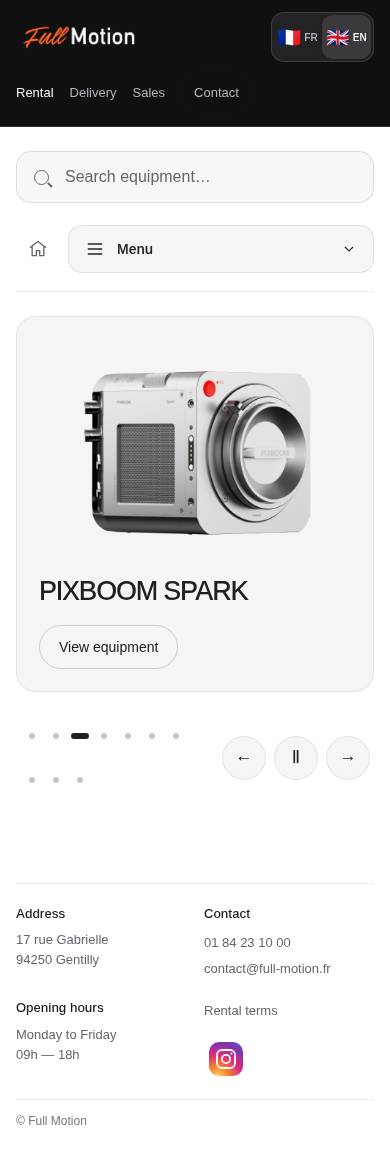 Full Motion
FR
EN
Rental Delivery Sales Contact
Search equipment…
Menu
PIXBOOM
PIXBOOM SPARK
View equipment
← Ⅱ →
Address
17 rue Gabrielle
94250 Gentilly
Contact
01 84 23 10 00
contact@full-motion.fr
Opening hours
Monday to Friday
09h — 18h
Rental terms
© Full Motion